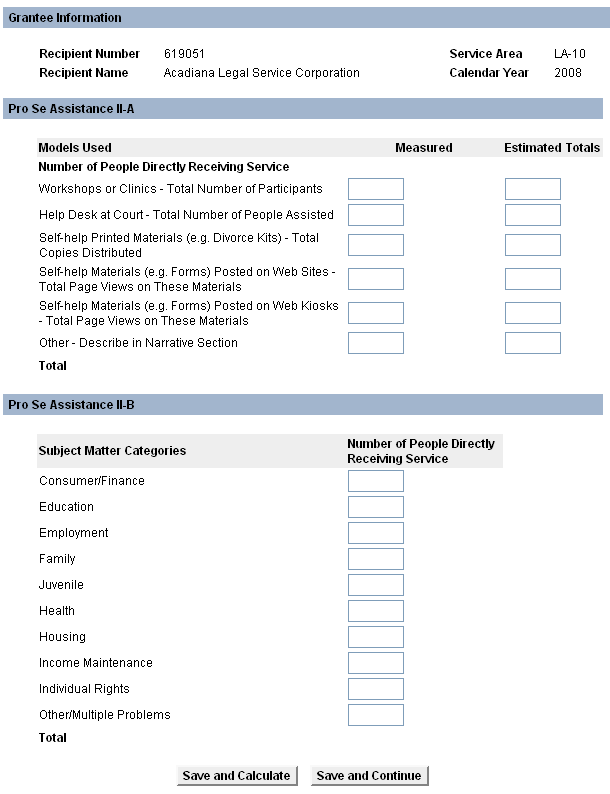 Grantee Information
Recipient Number 619051 Service Area LA-10
Recipient Name Acadiana Legal Service Corporation Calendar Year 2008
Pro Se Assistance II-A
Models Used Measured Estimated Totals
Number of People Directly Receiving Service
Workshops or Clinics - Total Number of Participants
Help Desk at Court - Total Number of People Assisted
Self-help Printed Materials (e.g. Divorce Kits) - Total
Copies Distributed
Self-help Materials (e.g. Forms) Posted on Web Sites -
Total Page Views on These Materials
Self-help Materials (e.g. Forms) Posted on Web Kiosks
- Total Page Views on These Materials
Other - Describe in Narrative Section
Total
Pro Se Assistance II-B
Subject Matter Categories Number of People Directly
Receiving Service
Consumer/Finance
Education
Employment
Family
Juvenile
Health
Housing
Income Maintenance
Individual Rights
Other/Multiple Problems
Total
Save and Calculate Save and Continue